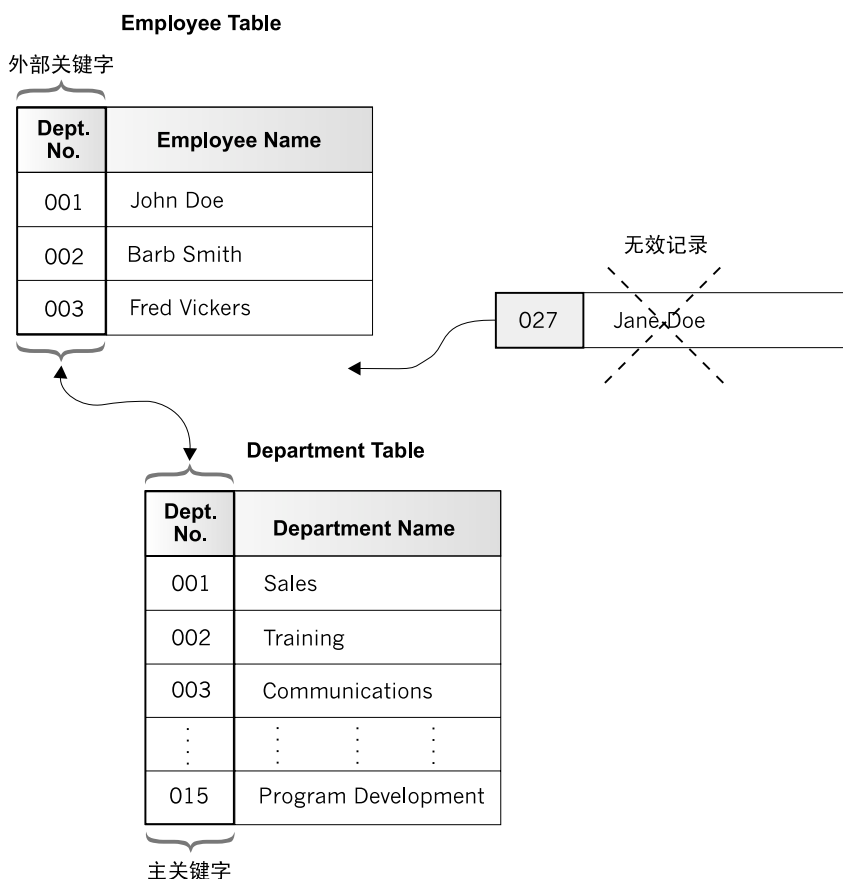 Employee Table
外部关键字
Dept. No. Employee Name
001 John Doe
002 Barb Smith
003 Fred Vickers
无效记录
027 Jane Doe
Department Table
Dept. No. Department Name
001 Sales
002 Training
003 Communications
015 Program Development
主关键字